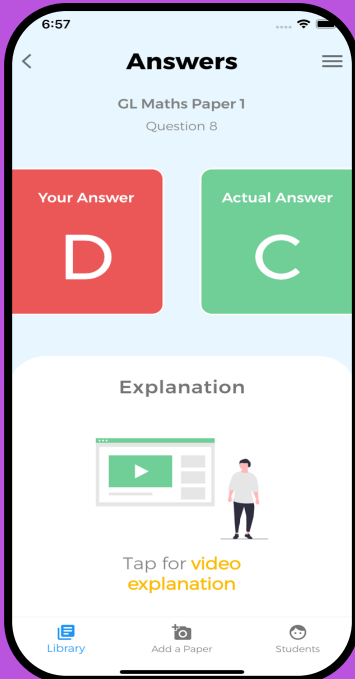 6:57
Answers
GL Maths Paper 1
Question 8
Your Answer
Actual Answer
D
C
Explanation
Tap for video
explanation
Library
Add a Paper
Students